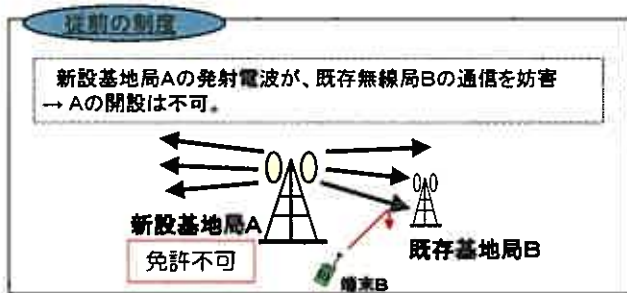 従前の制度
新設基地局Aの発射電波が、既存無線局Bの通信を妨害
→ Aの開設は不可。
新設基地局A
免許不可
既存基地局B
端末B